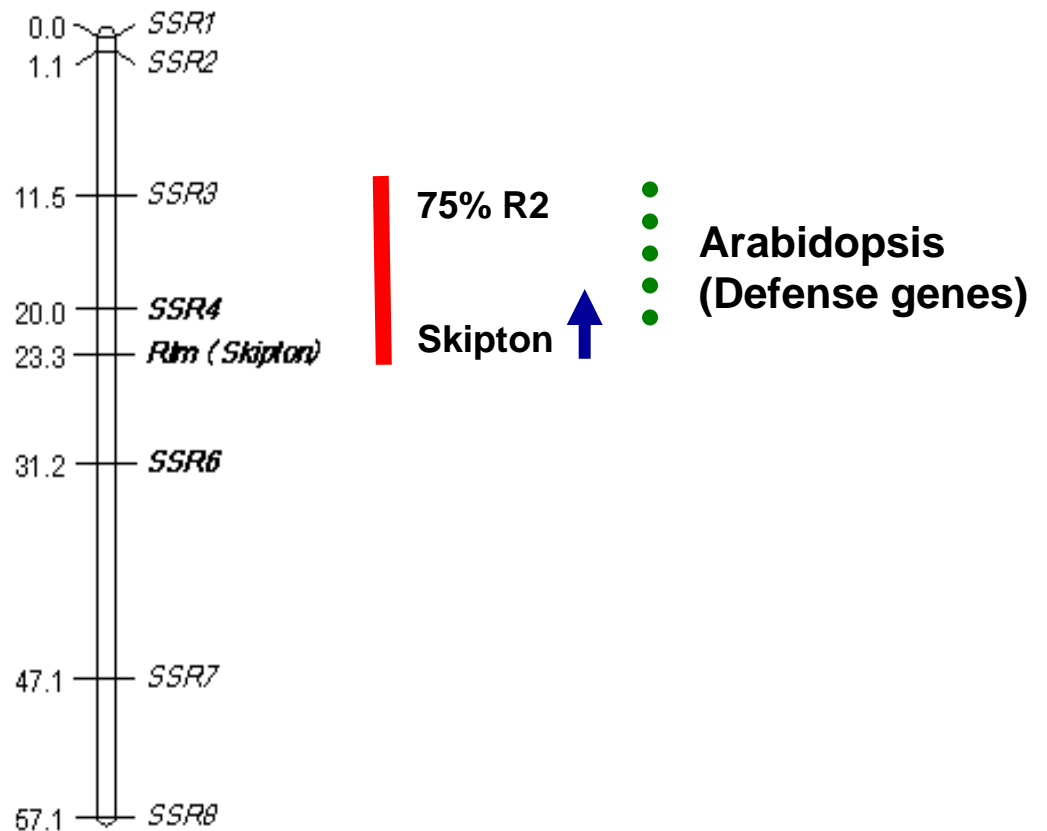 0.0 SSR1
1.1 SSR2
11.5 SSR3
20.0 SSR4
23.3 Rlm (Skipton)
31.2 SSR6
47.1 SSR7
57.1 SSR8
75% R2
Skipton
Arabidopsis
(Defense genes)